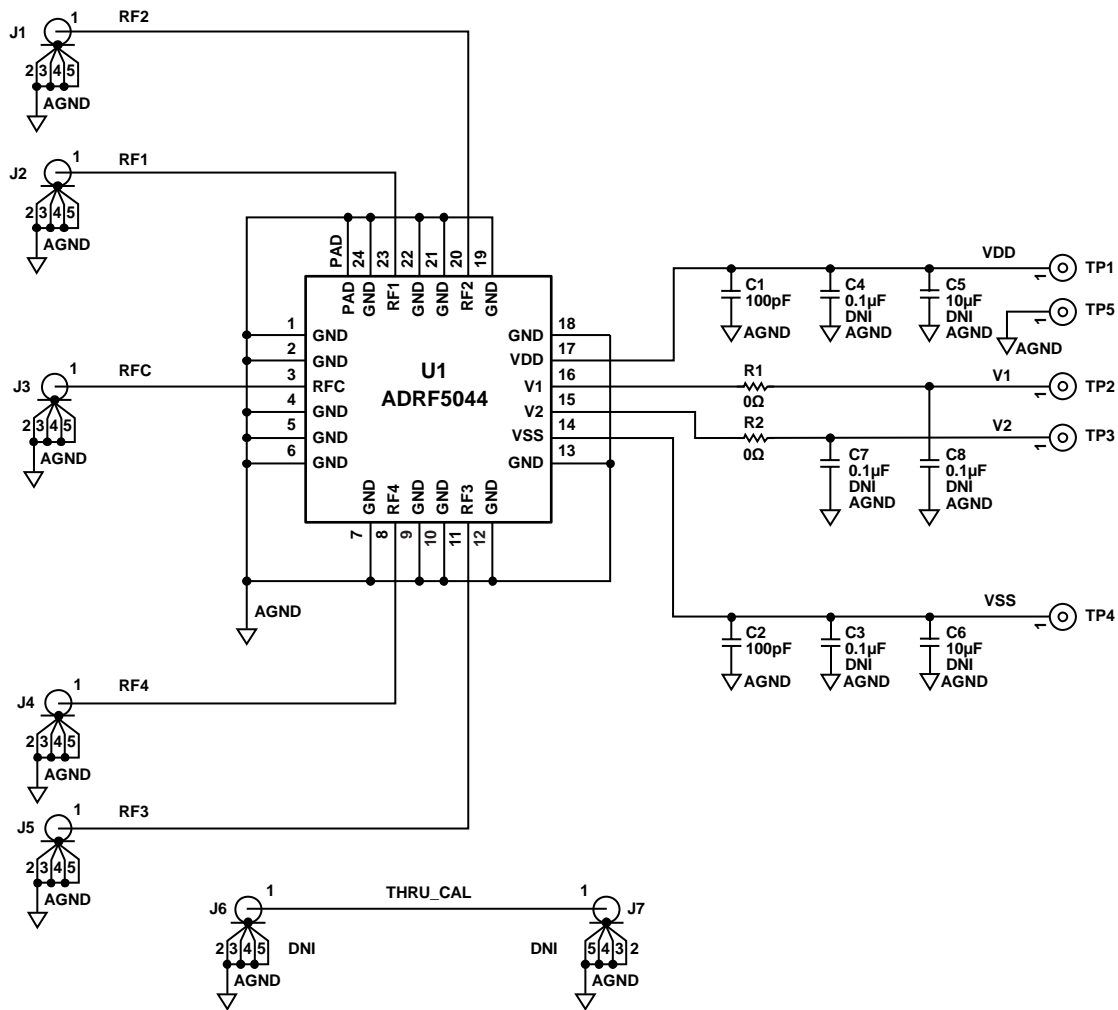 J1
1
RF2
2 3 4 5
AGND
J2
1
RF1
2 3 4 5
AGND
J3
1
RFC
2 3 4 5
AGND
PAD
24
23
22
21
20
19
PAD
GND
RF1
GND
GND
RF2
GND
1 GND
2 GND
3 RFC
4 GND
5 GND
6 GND
U1
ADRF5044
18 GND
17 VDD
16 V1
15 V2
14 VSS
13 GND
GND
RF4
GND
GND
RF3
GND
7
8
9
10
11
12
AGND
VDD
1
TP1
C1
100pF
AGND
C4
0.1µF
DNI
AGND
C5
10µF
DNI
AGND
1
TP5
AGND
R1
0Ω
V1
1
TP2
R2
0Ω
V2
1
TP3
C7
0.1µF
DNI
AGND
C8
0.1µF
DNI
AGND
VSS
1
TP4
C2
100pF
AGND
C3
0.1µF
DNI
AGND
C6
10µF
DNI
AGND
J4
1
RF4
2 3 4 5
AGND
J5
1
RF3
2 3 4 5
AGND
J6
1
THRU_CAL
1
J7
2 3 4 5
DNI
AGND
DNI
5 4 3 2
AGND